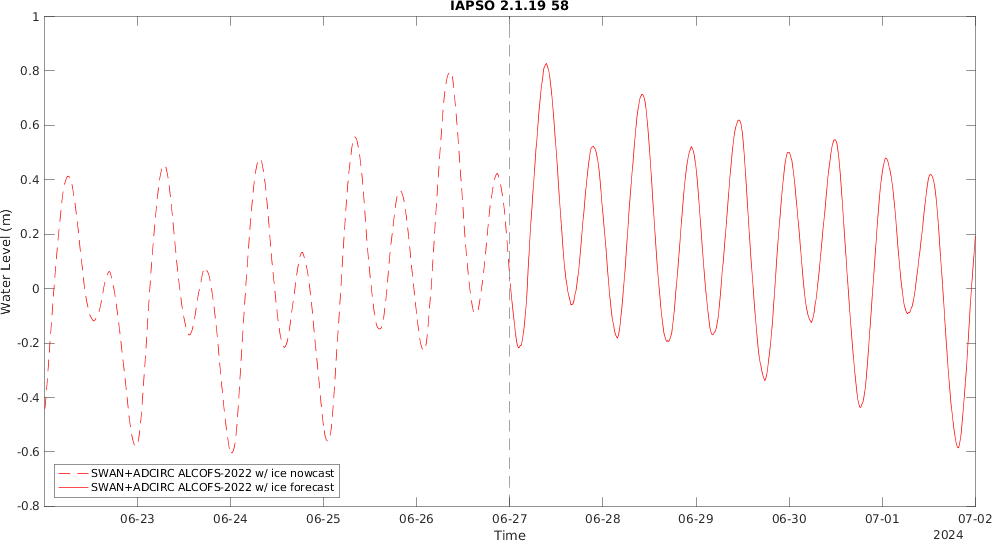 IAPSO 2.1.19 58
1
0.8
0.6
0.4
0.2
0
-0.2
-0.4
-0.6
-0.8
Water Level (m)
SWAN+ADCIRC ALCOFS-2022 w/ ice nowcast
SWAN+ADCIRC ALCOFS-2022 w/ ice forecast
06-23 06-24 06-25 06-26 06-27 06-28 06-29 06-30 07-01 07-02
Time
2024